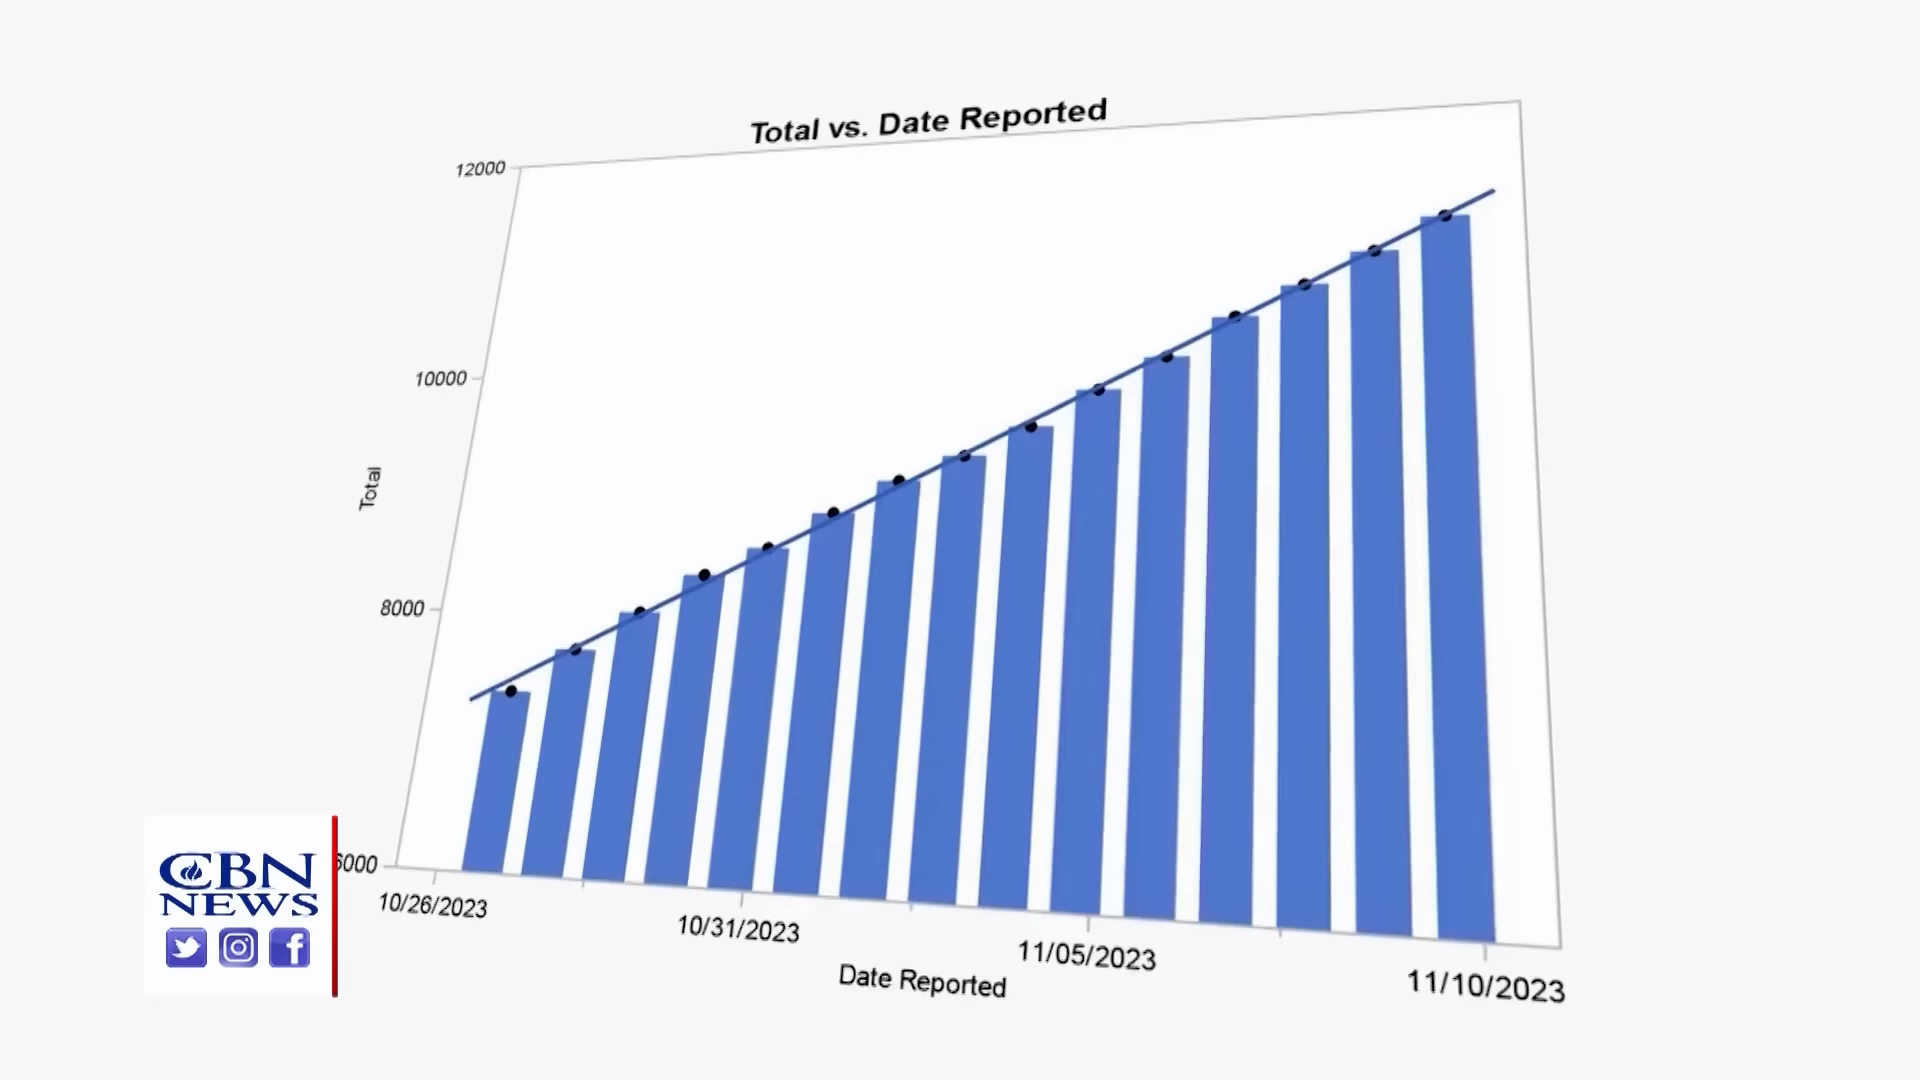 Total vs. Date Reported
12000
10000
Total
8000
6000
10/26/2023
10/31/2023
11/05/2023
11/10/2023
Date Reported
CBN
NEWS